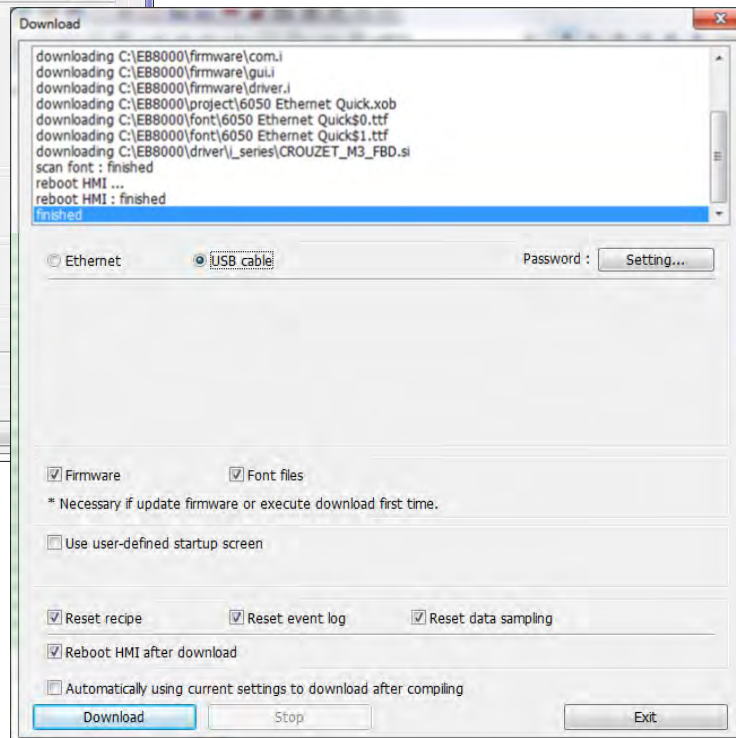 Download
downloading C:\EB8000\firmware\com.i
downloading C:\EB8000\firmware\gui.i
downloading C:\EB8000\firmware\driver.i
downloading C:\EB8000\project\6050 Ethernet Quick.xob
downloading C:\EB8000\font\6050 Ethernet Quick$0.ttf
downloading C:\EB8000\font\6050 Ethernet Quick$1.ttf
downloading C:\EB8000\driver\i_series\CROUZET_M3_FBD.si
scan font : finished
reboot HMI ...
reboot HMI : finished
finished
Ethernet USB cable Password : Setting...
Firmware Font files
* Necessary if update firmware or execute download first time.
Use user-defined startup screen
Reset recipe Reset event log Reset data sampling
Reboot HMI after download
Automatically using current settings to download after compiling
Download Stop Exit